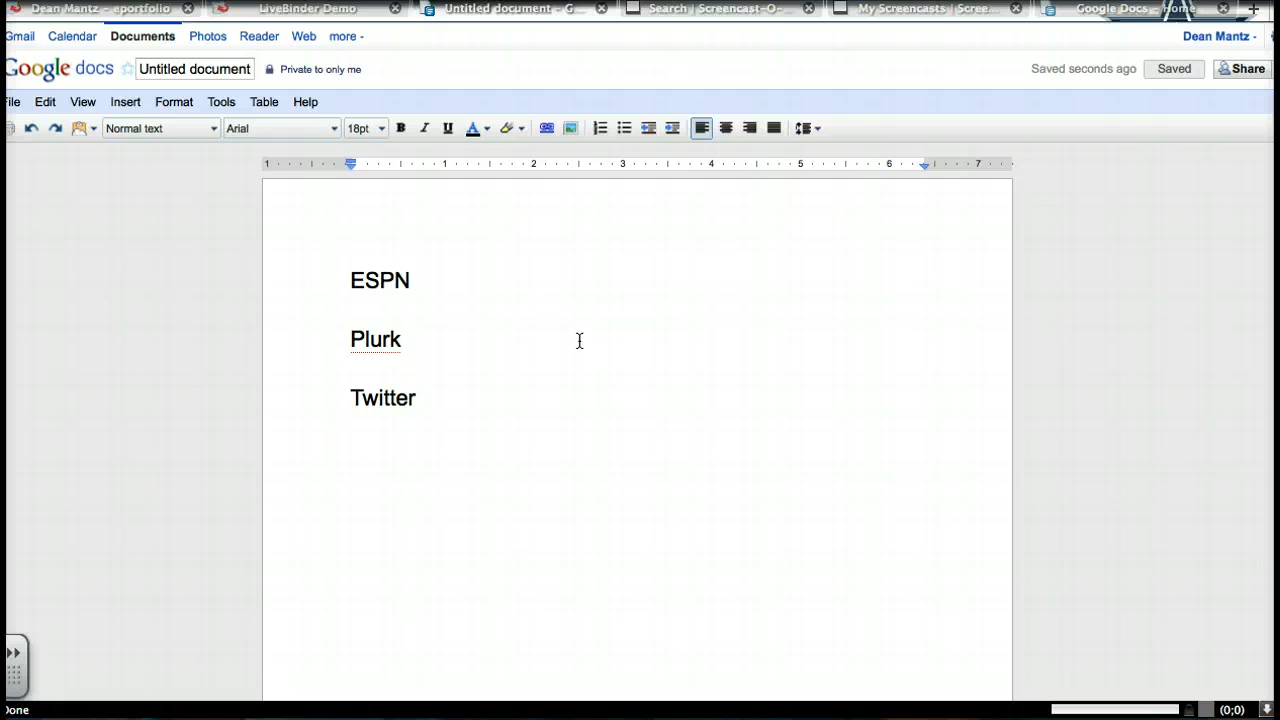 Dean Mantz – eportfolio
LiveBinder Demo
Untitled document – G...
Search | Screencast-O-...
My Screencasts | Scree...
Google Docs – Home
Gmail Calendar Documents Photos Reader Web more
Dean Mantz
Google docs Untitled document Private to only me Saved seconds ago Saved Share
File Edit View Insert Format Tools Table Help
Normal text Arial 18pt B I U A
1 1 2 3 4 5 6 7
ESPN
Plurk
Twitter
Done
(0;0)